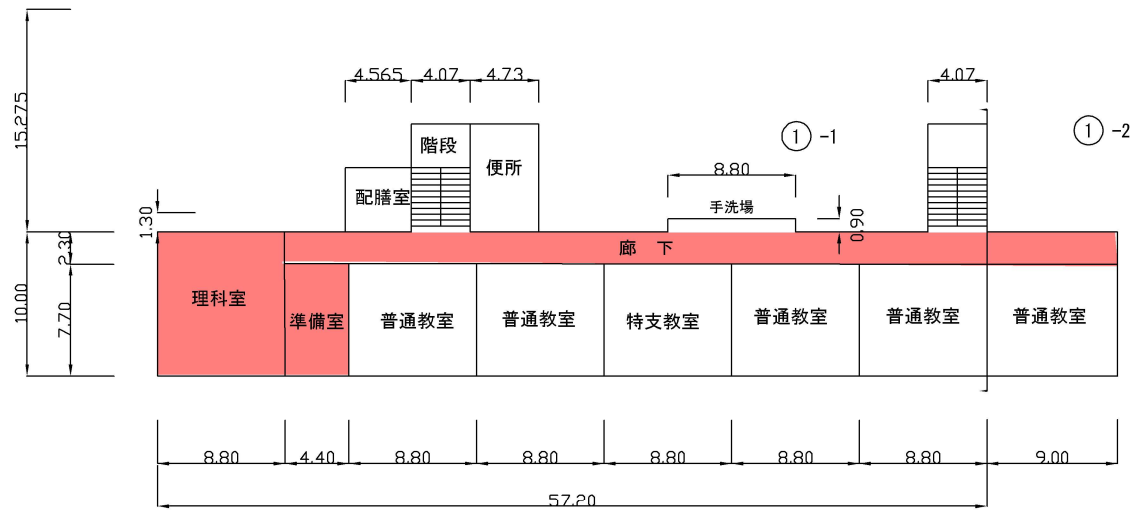 4.565 4.07 4.73 4.07
15.275
① -1 ① -2
階段
便所
8.80
配膳室
手洗場
1.30
0.90
2.30
廊 下
10.00
7.70
理科室
準備室 普通教室 普通教室 特支教室 普通教室 普通教室 普通教室
8.80 4.40 8.80 8.80 8.80 8.80 8.80 9.00
57.20